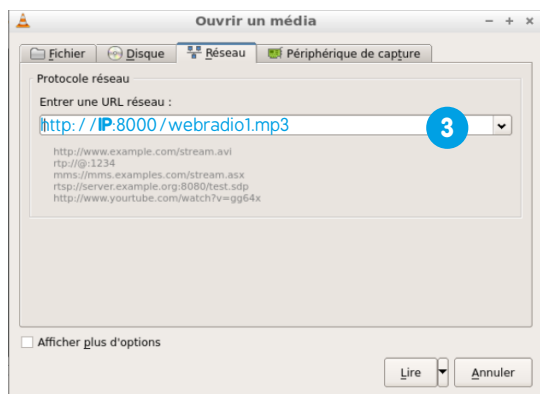 Ouvrir un média
Fichier Disque Réseau Périphérique de capture
Protocole réseau
Entrer une URL réseau :
http://IP:8000/webradio1.mp3
3
http://www.example.com/stream.avi
rtp://@:1234
mms://mms.examples.com/stream.asx
rtsp://server.example.org:8080/test.sdp
http://www.yourtube.com/watch?v=gg64x
Afficher plus d'options
Lire Annuler